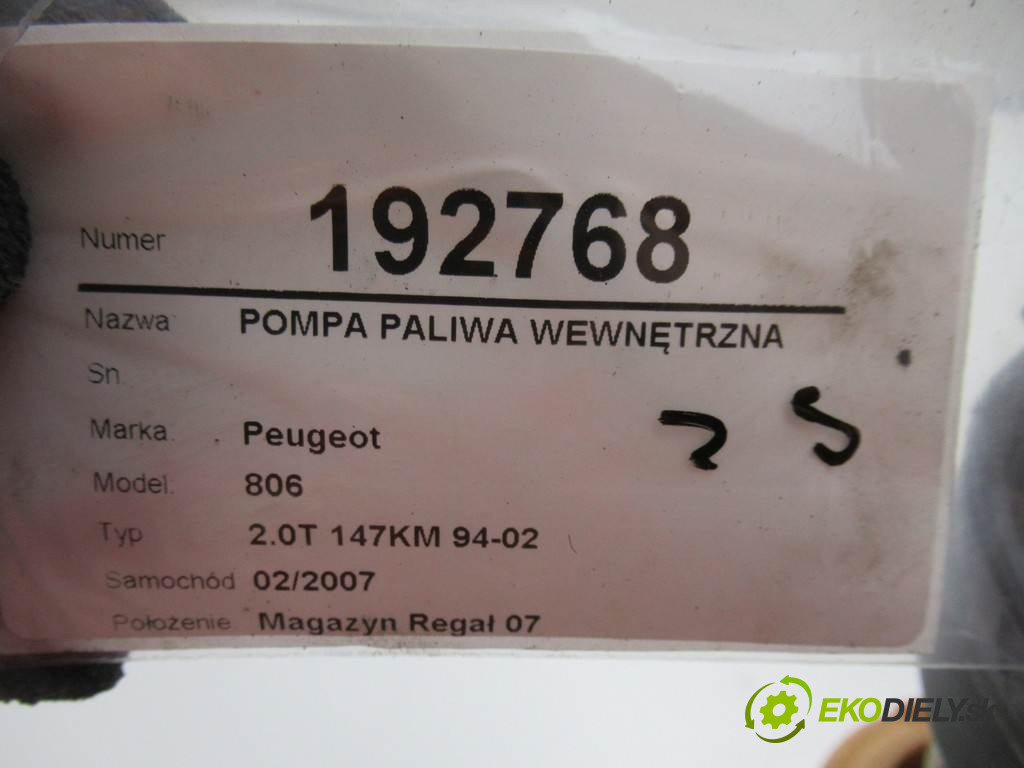 Numer 192768
Nazwa POMPA PALIWA WEWNĘTRZNA
Sn.
Marka. Peugeot
Model. 806
Typ 2.0T 147KM 94-02
Samochód 02/2007
Położenie. Magazyn Regał 07
EKODIELY.sk